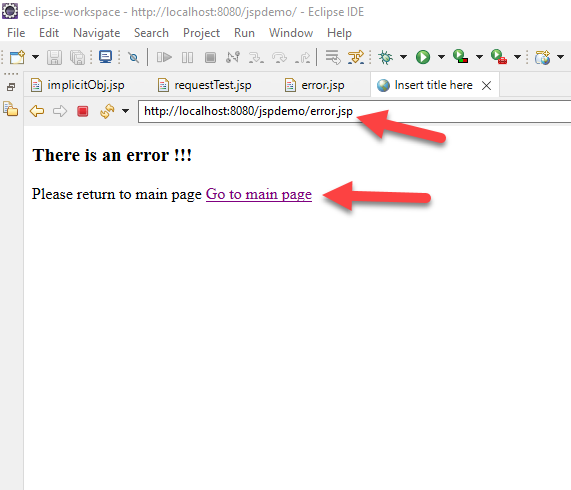 eclipse-workspace - http://localhost:8080/jspdemo/ - Eclipse IDE
File Edit Navigate Search Project Run Window Help
implicitObj.jsp requestTest.jsp error.jsp Insert title here
http://localhost:8080/jspdemo/error.jsp
There is an error !!!
Please return to main page Go to main page